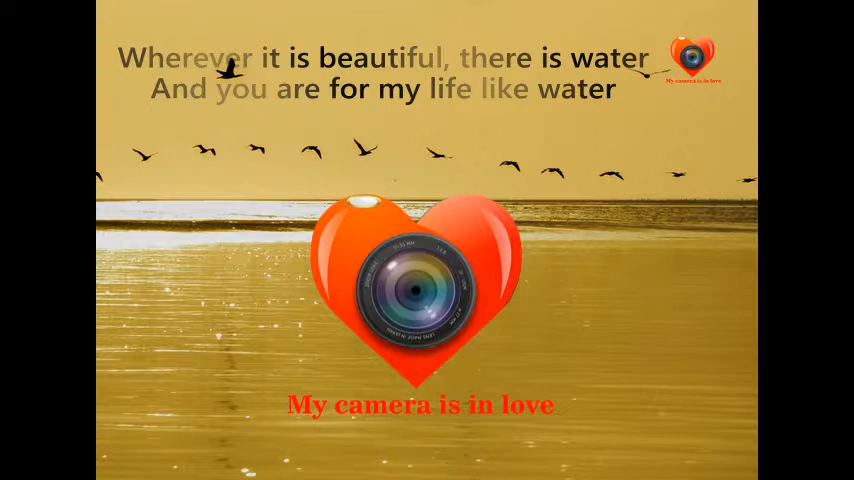 Wherever it is beautiful, there is water
And you are for my life like water
My camera is in love
My camera is in love